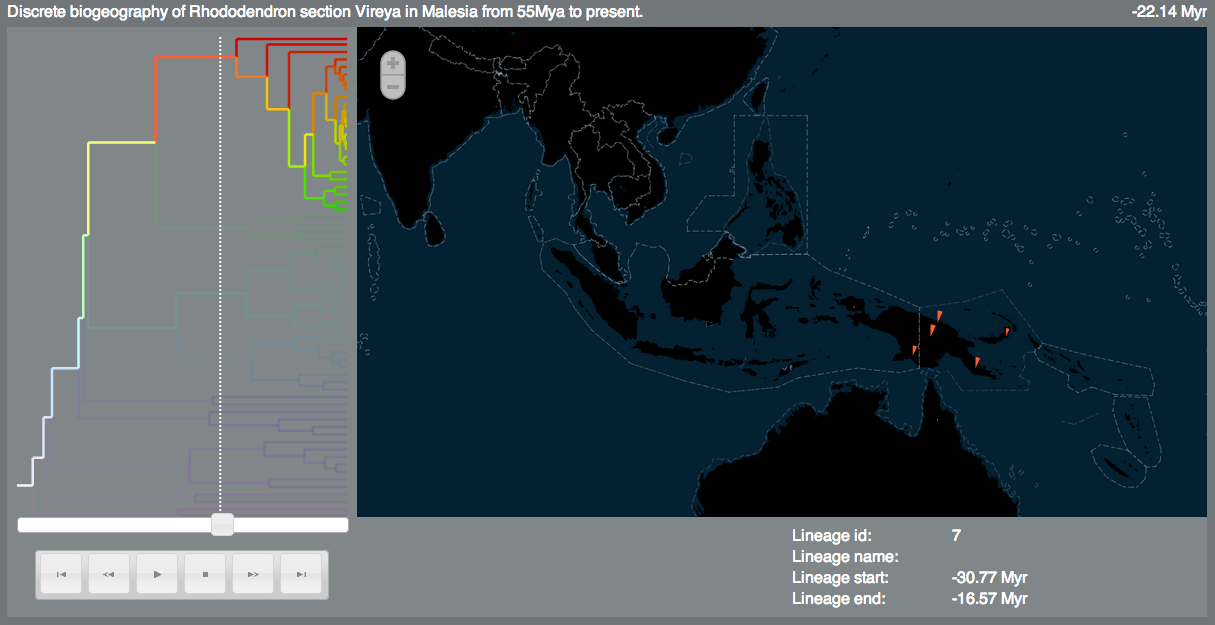 Discrete biogeography of Rhododendron section Vireya in Malesia from 55Mya to present.
-22.14 Myr
Lineage id: 7
Lineage name:
Lineage start: -30.77 Myr
Lineage end: -16.57 Myr